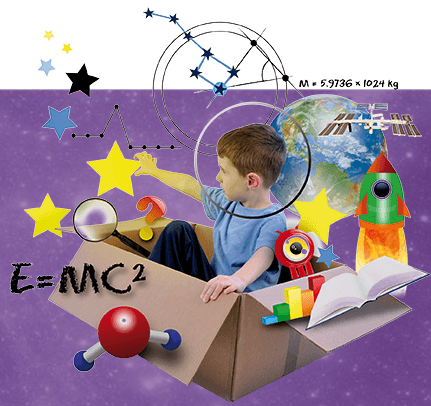 M = 5.9736 × 1024 kg
?
E=MC²